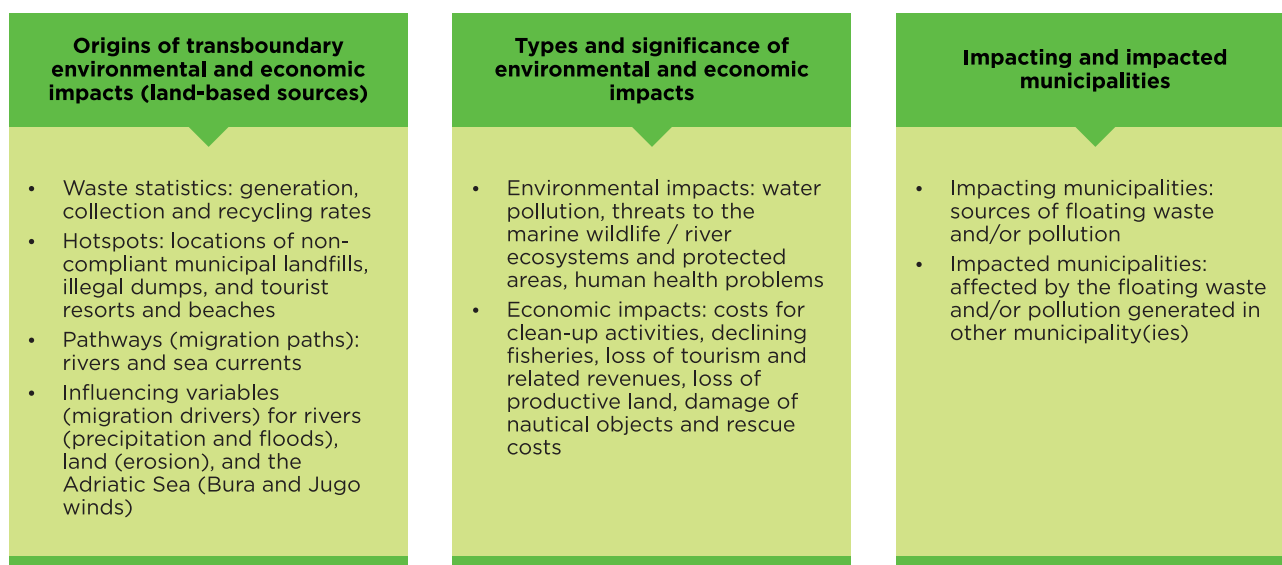 Origins of transboundary
environmental and economic
impacts (land-based sources)
• Waste statistics: generation,
collection and recycling rates
• Hotspots: locations of non-
compliant municipal landfills,
illegal dumps, and tourist
resorts and beaches
• Pathways (migration paths):
rivers and sea currents
• Influencing variables
(migration drivers) for rivers
(precipitation and floods),
land (erosion), and the
Adriatic Sea (Bura and Jugo
winds)
Types and significance of
environmental and economic
impacts
• Environmental impacts: water
pollution, threats to the
marine wildlife / river
ecosystems and protected
areas, human health problems
• Economic impacts: costs for
clean-up activities, declining
fisheries, loss of tourism and
related revenues, loss of
productive land, damage of
nautical objects and rescue
costs
Impacting and impacted
municipalities
• Impacting municipalities:
sources of floating waste
and/or pollution
• Impacted municipalities:
affected by the floating waste
and/or pollution generated in
other municipality(ies)